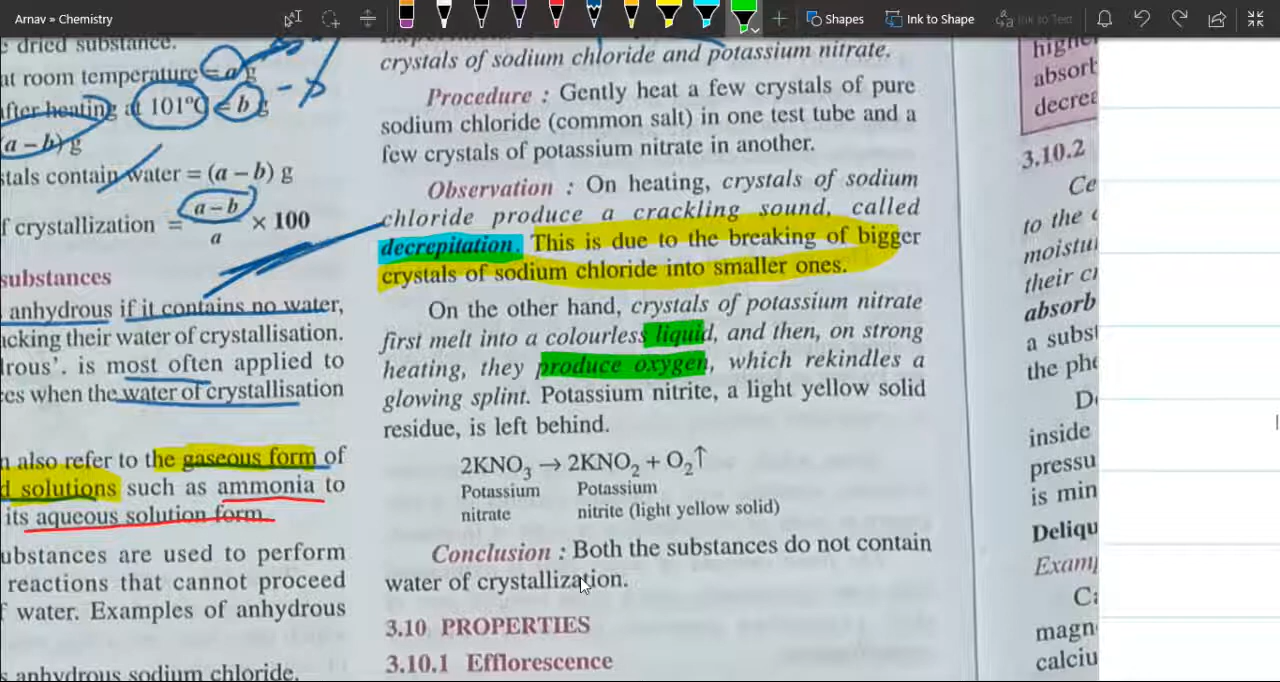 Arnav » Chemistry
Shapes
Ink to Shape
Ink to Text
dried substance.
at room temperature = a g
after heating at 101°C = b g – b
(a – b) g
stals contain water = (a – b) g
f crystallization = a–b / a × 100
substances
anhydrous if it contains no water,
acking their water of crystallisation.
rous'. is most often applied to
ces when the water of crystallisation
n also refer to the gaseous form of
d solutions such as ammonia to
its aqueous solution form
ubstances are used to perform
reactions that cannot proceed
f water. Examples of anhydrous
s anhydrous sodium chloride.
crystals of sodium chloride and potassium nitrate.
Procedure : Gently heat a few crystals of pure
sodium chloride (common salt) in one test tube and a
few crystals of potassium nitrate in another.
Observation : On heating, crystals of sodium
chloride produce a crackling sound, called
decrepitation. This is due to the breaking of bigger
crystals of sodium chloride into smaller ones.
On the other hand, crystals of potassium nitrate
first melt into a colourless liquid, and then, on strong
heating, they produce oxygen, which rekindles a
glowing splint. Potassium nitrite, a light yellow solid
residue, is left behind.
2KNO₃ → 2KNO₂ + O₂↑
Potassium Potassium
nitrate nitrite (light yellow solid)
Conclusion : Both the substances do not contain
water of crystallization.
3.10 PROPERTIES
3.10.1 Efflorescence
higher
absorb
decrea
3.10.2
Ce
to the
moistu
their cr
absorb
a subst
the phe
De
inside
pressu
is min
Deliqu
Examp
Ca
magn
calciu